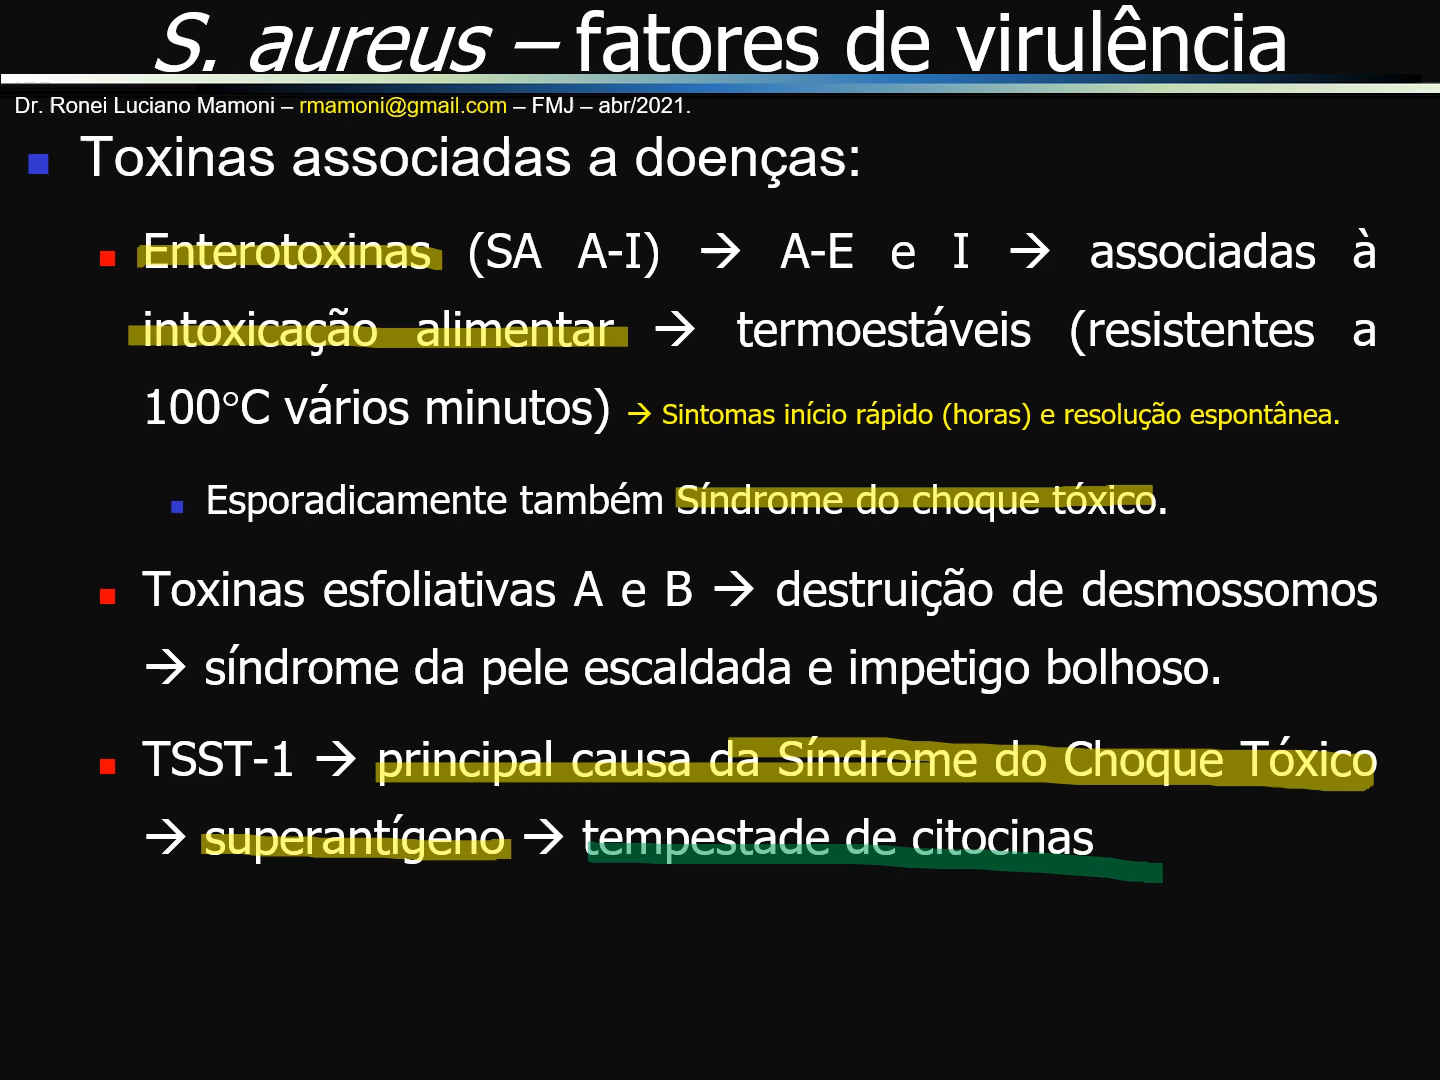 S. aureus – fatores de virulência
Dr. Ronei Luciano Mamoni – rmamoni@gmail.com – FMJ – abr/2021.
Toxinas associadas a doenças:
Enterotoxinas (SA A-I) → A-E e I → associadas à
intoxicação alimentar → termoestáveis (resistentes a
100°C vários minutos) → Sintomas início rápido (horas) e resolução espontânea.
Esporadicamente também Síndrome do choque tóxico.
Toxinas esfoliativas A e B → destruição de desmossomos
→ síndrome da pele escaldada e impetigo bolhoso.
TSST-1 → principal causa da Síndrome do Choque Tóxico
→ superantígeno → tempestade de citocinas